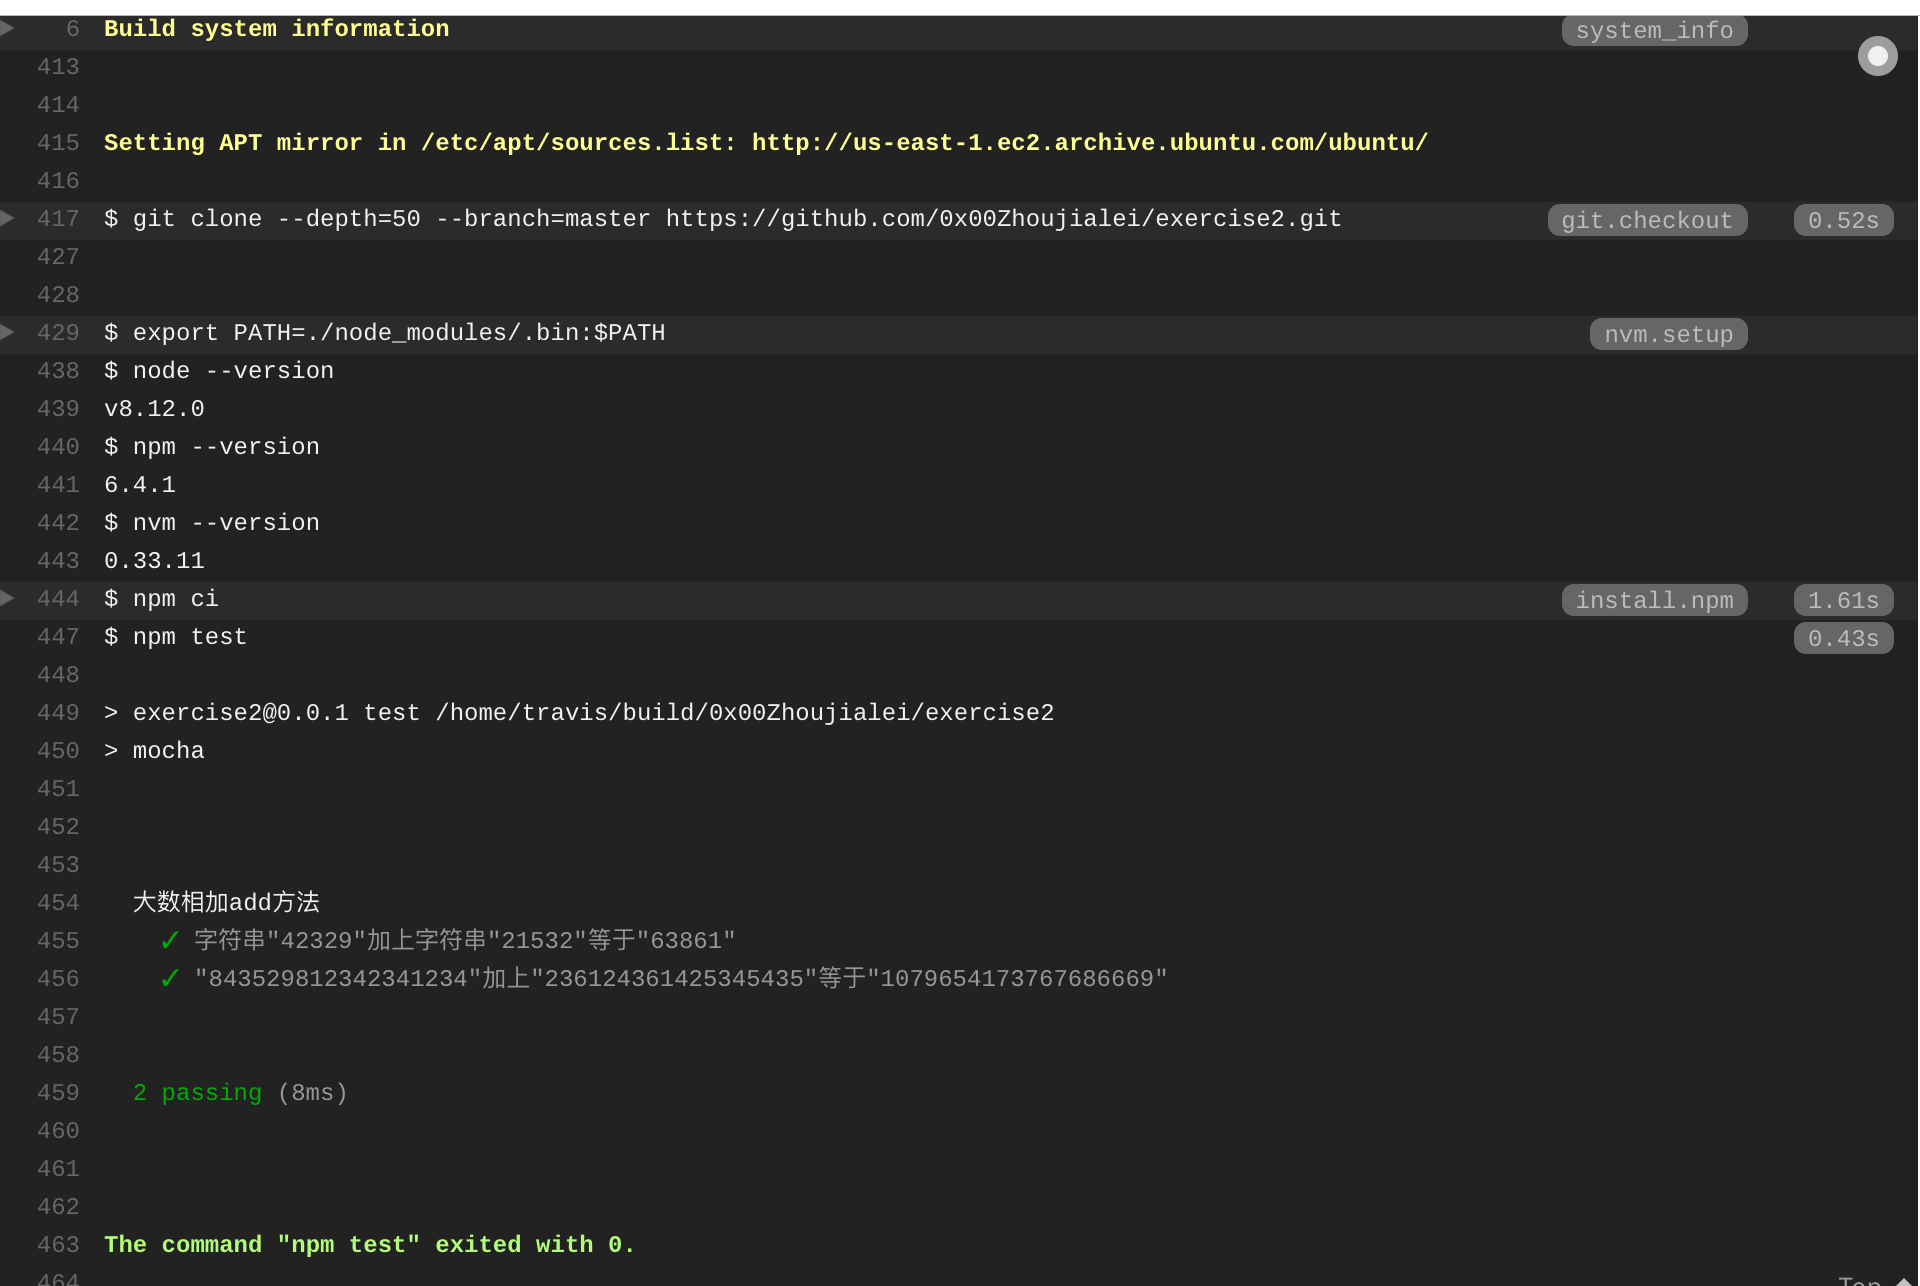 6 Build system information system_info
413
414
415 Setting APT mirror in /etc/apt/sources.list: http://us-east-1.ec2.archive.ubuntu.com/ubuntu/
416
417 $ git clone --depth=50 --branch=master https://github.com/0x00Zhoujialei/exercise2.git git.checkout 0.52s
427
428
429 $ export PATH=./node_modules/.bin:$PATH nvm.setup
438 $ node --version
439 v8.12.0
440 $ npm --version
441 6.4.1
442 $ nvm --version
443 0.33.11
444 $ npm ci install.npm 1.61s
447 $ npm test 0.43s
448
449 > exercise2@0.0.1 test /home/travis/build/0x00Zhoujialei/exercise2
450 > mocha
451
452
453
454 大数相加add方法
455 ✓ 字符串"42329"加上字符串"21532"等于"63861"
456 ✓ "843529812342341234"加上"236124361425345435"等于"1079654173767686669"
457
458
459 2 passing (8ms)
460
461
462
463 The command "npm test" exited with 0.
464 Top